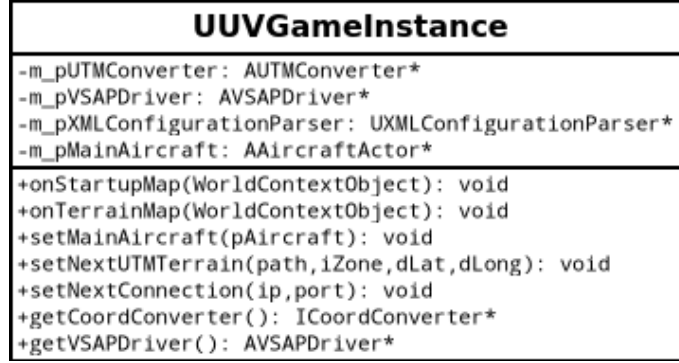 UUVGameInstance
-m_pUTMConverter: AUTMConverter*
-m_pVSAPDriver: AVSAPDriver*
-m_pXMLConfigurationParser: UXMLConfigurationParser*
-m_pMainAircraft: AAircraftActor*
+onStartupMap(WorldContextObject): void
+onTerrainMap(WorldContextObject): void
+setMainAircraft(pAircraft): void
+setNextUTMTerrain(path,iZone,dLat,dLong): void
+setNextConnection(ip,port): void
+getCoordConverter(): ICoordConverter*
+getVSAPDriver(): AVSAPDriver*